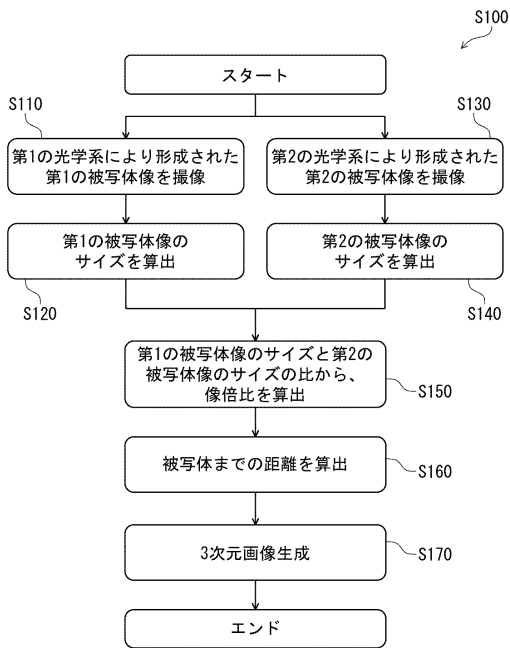 S100
スタート
S110
S130
第1の光学系により形成された
第1の被写体像を撮像
第2の光学系により形成された
第2の被写体像を撮像
第1の被写体像の
サイズを算出
第2の被写体像の
サイズを算出
S120
S140
第1の被写体像のサイズと第2の
被写体像のサイズの比から、
像倍比を算出
S150
被写体までの距離を算出
S160
3次元画像生成
S170
エンド